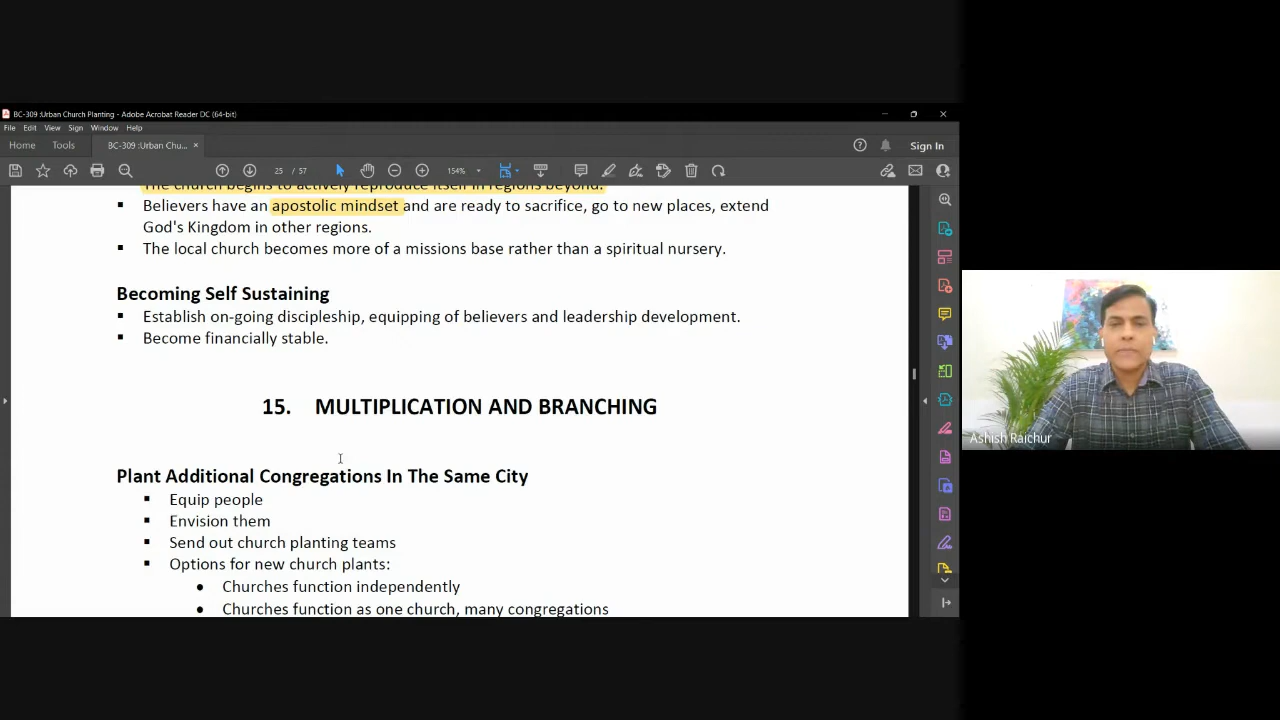 BC-309 :Urban Church Planting - Adobe Acrobat Reader DC (64-bit)
File Edit View Sign Window Help
Home Tools BC-309 :Urban Chu... × Sign In
25 / 57 154%
The church begins to actively reproduce itself in regions beyond.
▪ Believers have an apostolic mindset and are ready to sacrifice, go to new places, extend
God's Kingdom in other regions.
▪ The local church becomes more of a missions base rather than a spiritual nursery.
Becoming Self Sustaining
▪ Establish on-going discipleship, equipping of believers and leadership development.
▪ Become financially stable.
15. MULTIPLICATION AND BRANCHING
Plant Additional Congregations In The Same City
▪ Equip people
▪ Envision them
▪ Send out church planting teams
▪ Options for new church plants:
• Churches function independently
• Churches function as one church, many congregations
Ashish Raichur